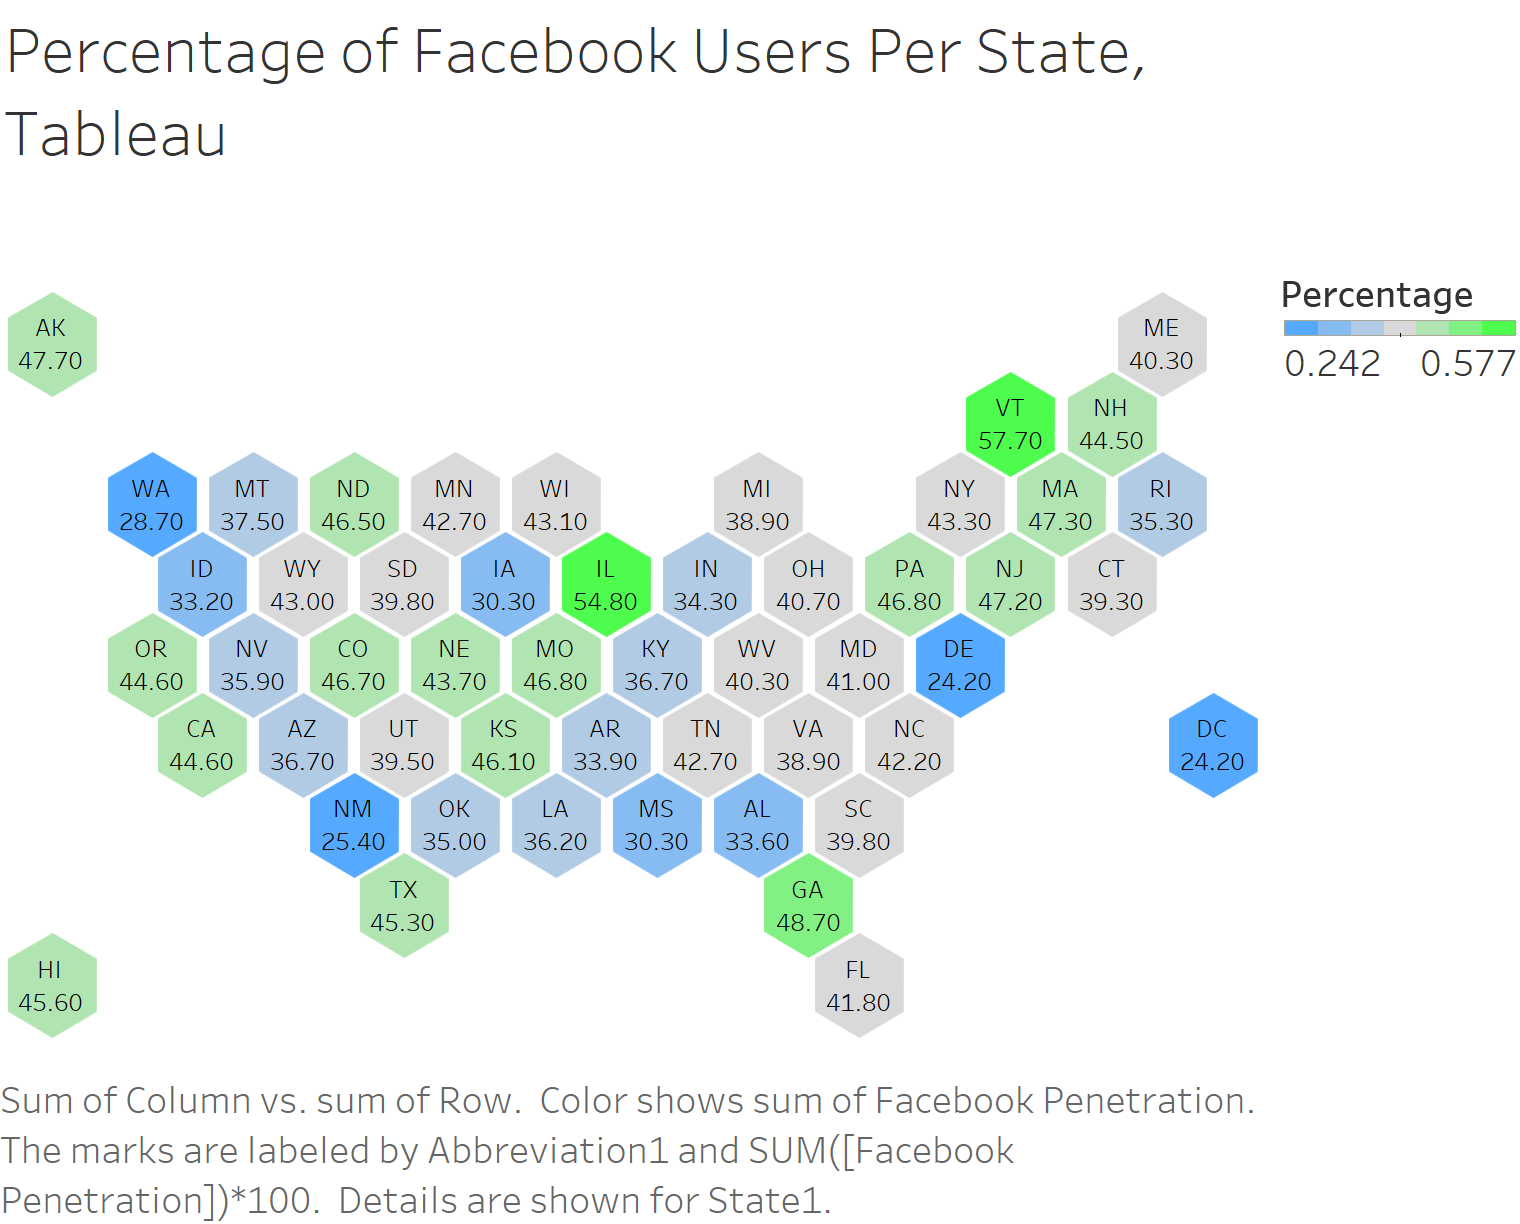 Percentage of Facebook Users Per State,
Tableau
Percentage
0.242 0.577
AK
47.70
ME
40.30
VT NH
57.70 44.50
WA MT ND MN WI MI NY MA RI
28.70 37.50 46.50 42.70 43.10 38.90 43.30 47.30 35.30
ID WY SD IA IL IN OH PA NJ CT
33.20 43.00 39.80 30.30 54.80 34.30 40.70 46.80 47.20 39.30
OR NV CO NE MO KY WV MD DE
44.60 35.90 46.70 43.70 46.80 36.70 40.30 41.00 24.20
CA AZ UT KS AR TN VA NC DC
44.60 36.70 39.50 46.10 33.90 42.70 38.90 42.20 24.20
NM OK LA MS AL SC
25.40 35.00 36.20 30.30 33.60 39.80
TX GA
45.30 48.70
HI FL
45.60 41.80
Sum of Column vs. sum of Row.  Color shows sum of Facebook Penetration.
The marks are labeled by Abbreviation1 and SUM([Facebook
Penetration])*100.  Details are shown for State1.